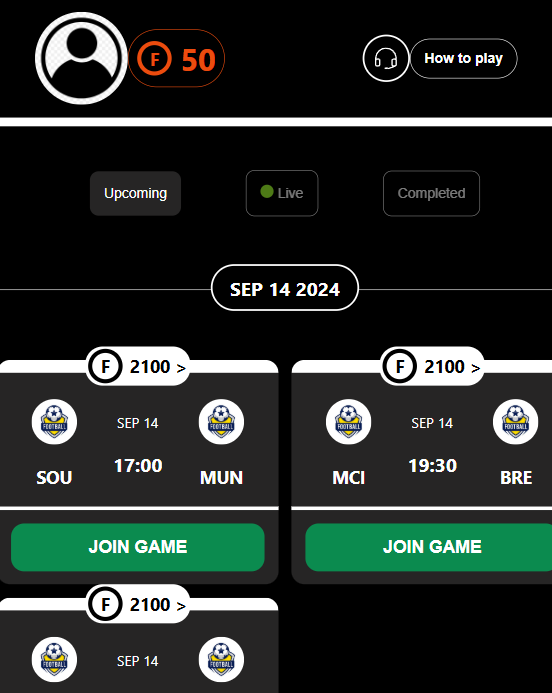 F 50
How to play
Upcoming
Live
Completed
SEP 14 2024
F 2100 >
FOOTBALL
SEP 14
FOOTBALL
17:00
SOU
MUN
JOIN GAME
F 2100 >
FOOTBALL
SEP 14
FOOTBALL
19:30
MCI
BRE
JOIN GAME
F 2100 >
FOOTBALL
SEP 14
FOOTBALL